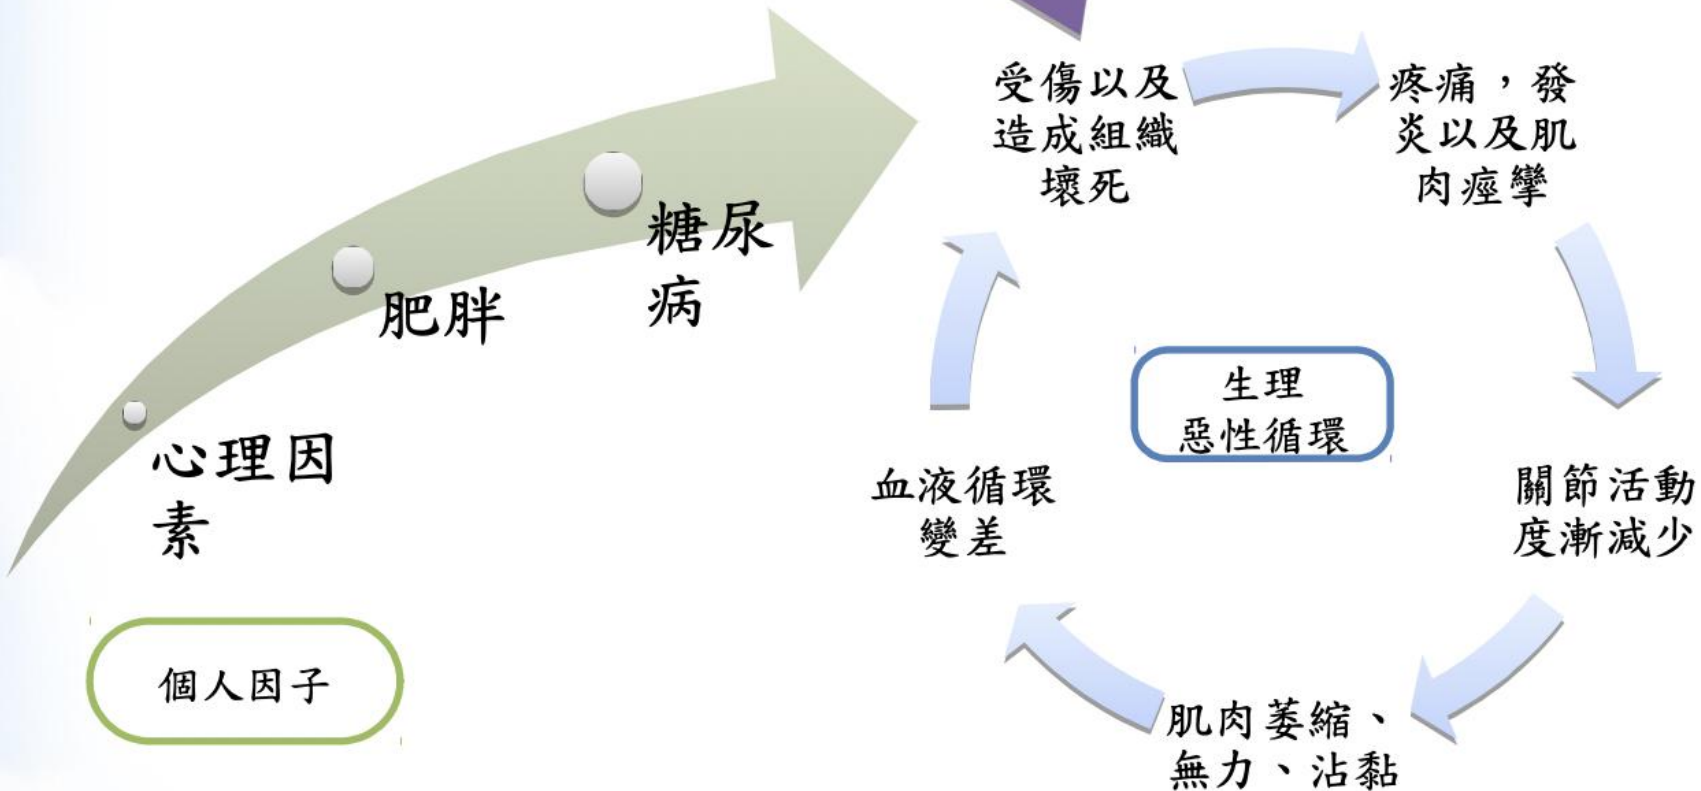 心理因
素
肥胖
糖尿
病
個人因子
受傷以及
造成組織
壞死
疼痛，發
炎以及肌
肉痙攣
關節活動
度漸減少
肌肉萎縮、
無力、沾黏
血液循環
變差
生理
惡性循環